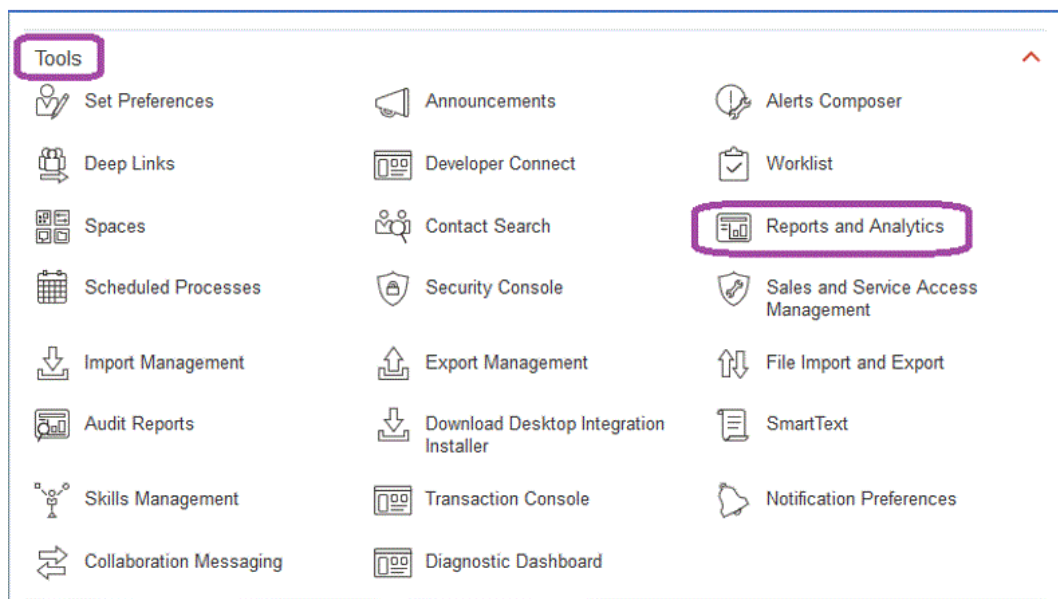 Tools
Set Preferences
Announcements
Alerts Composer
Deep Links
Developer Connect
Worklist
Spaces
Contact Search
Reports and Analytics
Scheduled Processes
Security Console
Sales and Service Access
Management
Import Management
Export Management
File Import and Export
Audit Reports
Download Desktop Integration
Installer
SmartText
Skills Management
Transaction Console
Notification Preferences
Collaboration Messaging
Diagnostic Dashboard